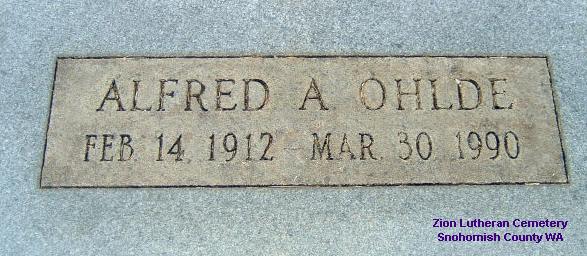 ALFRED A OHLDE
FEB. 14, 1912 - MAR. 30, 1990
Zion Lutheran Cemetery
Snohomish County WA